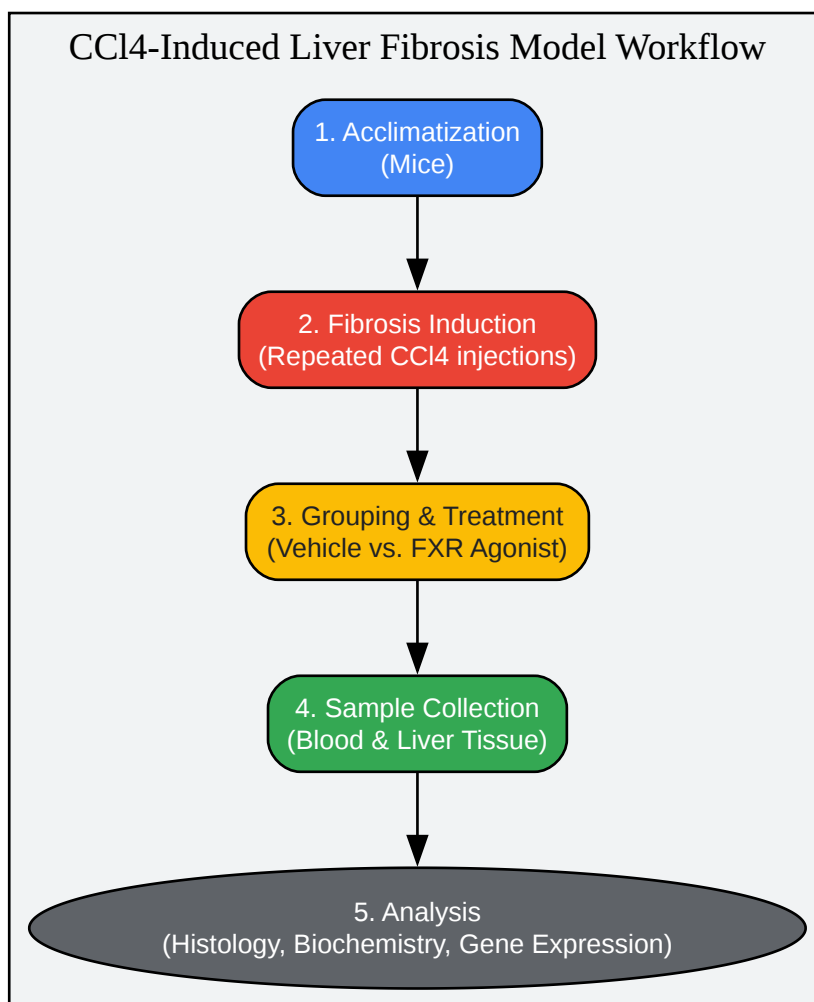 CCl4-Induced Liver Fibrosis Model Workflow
1. Acclimatization
(Mice)
2. Fibrosis Induction
(Repeated CCl4 injections)
3. Grouping & Treatment
(Vehicle vs. FXR Agonist)
4. Sample Collection
(Blood & Liver Tissue)
5. Analysis
(Histology, Biochemistry, Gene Expression)